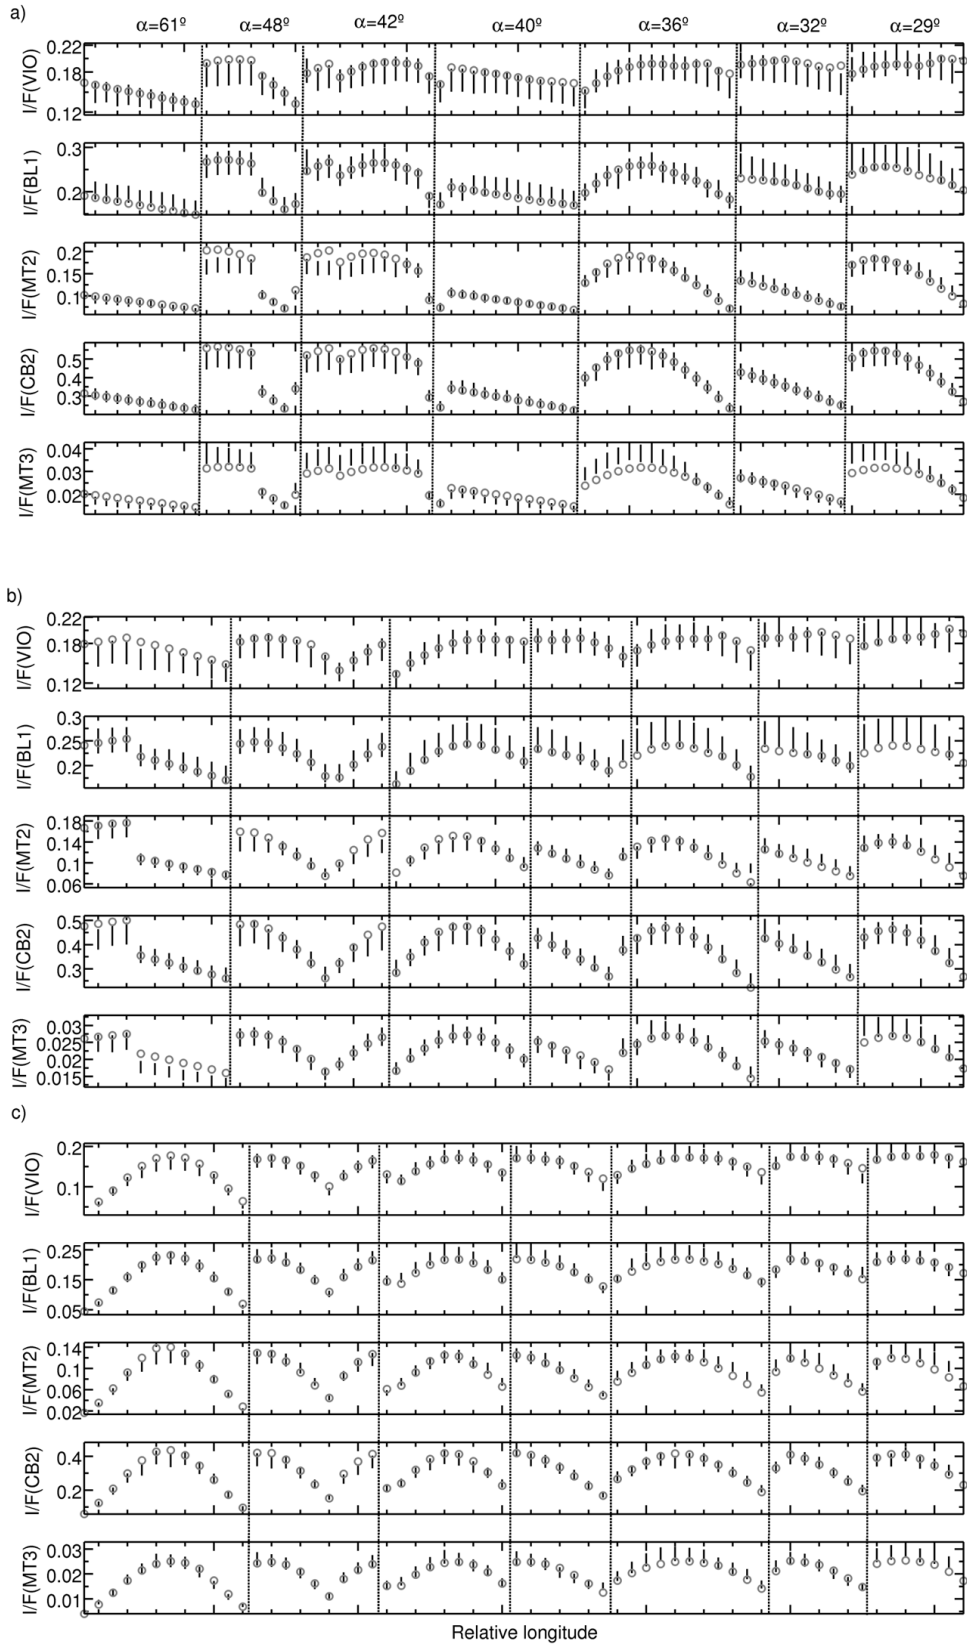 a)
α=61º α=48º α=42º α=40º α=36º α=32º α=29º
I/F(VIO) 0.22 0.18 0.12
I/F(BL1) 0.3 0.2
I/F(MT2) 0.2 0.15 0.1
I/F(CB2) 0.5 0.4 0.3
I/F(MT3) 0.04 0.03 0.02
b)
I/F(VIO) 0.22 0.18 0.12
I/F(BL1) 0.3 0.25 0.2
I/F(MT2) 0.18 0.14 0.1 0.06
I/F(CB2) 0.5 0.4 0.3
I/F(MT3) 0.03 0.025 0.02 0.015
c)
I/F(VIO) 0.2 0.1
I/F(BL1) 0.25 0.15 0.05
I/F(MT2) 0.14 0.1 0.06 0.02
I/F(CB2) 0.4 0.2
I/F(MT3) 0.03 0.02 0.01
Relative longitude